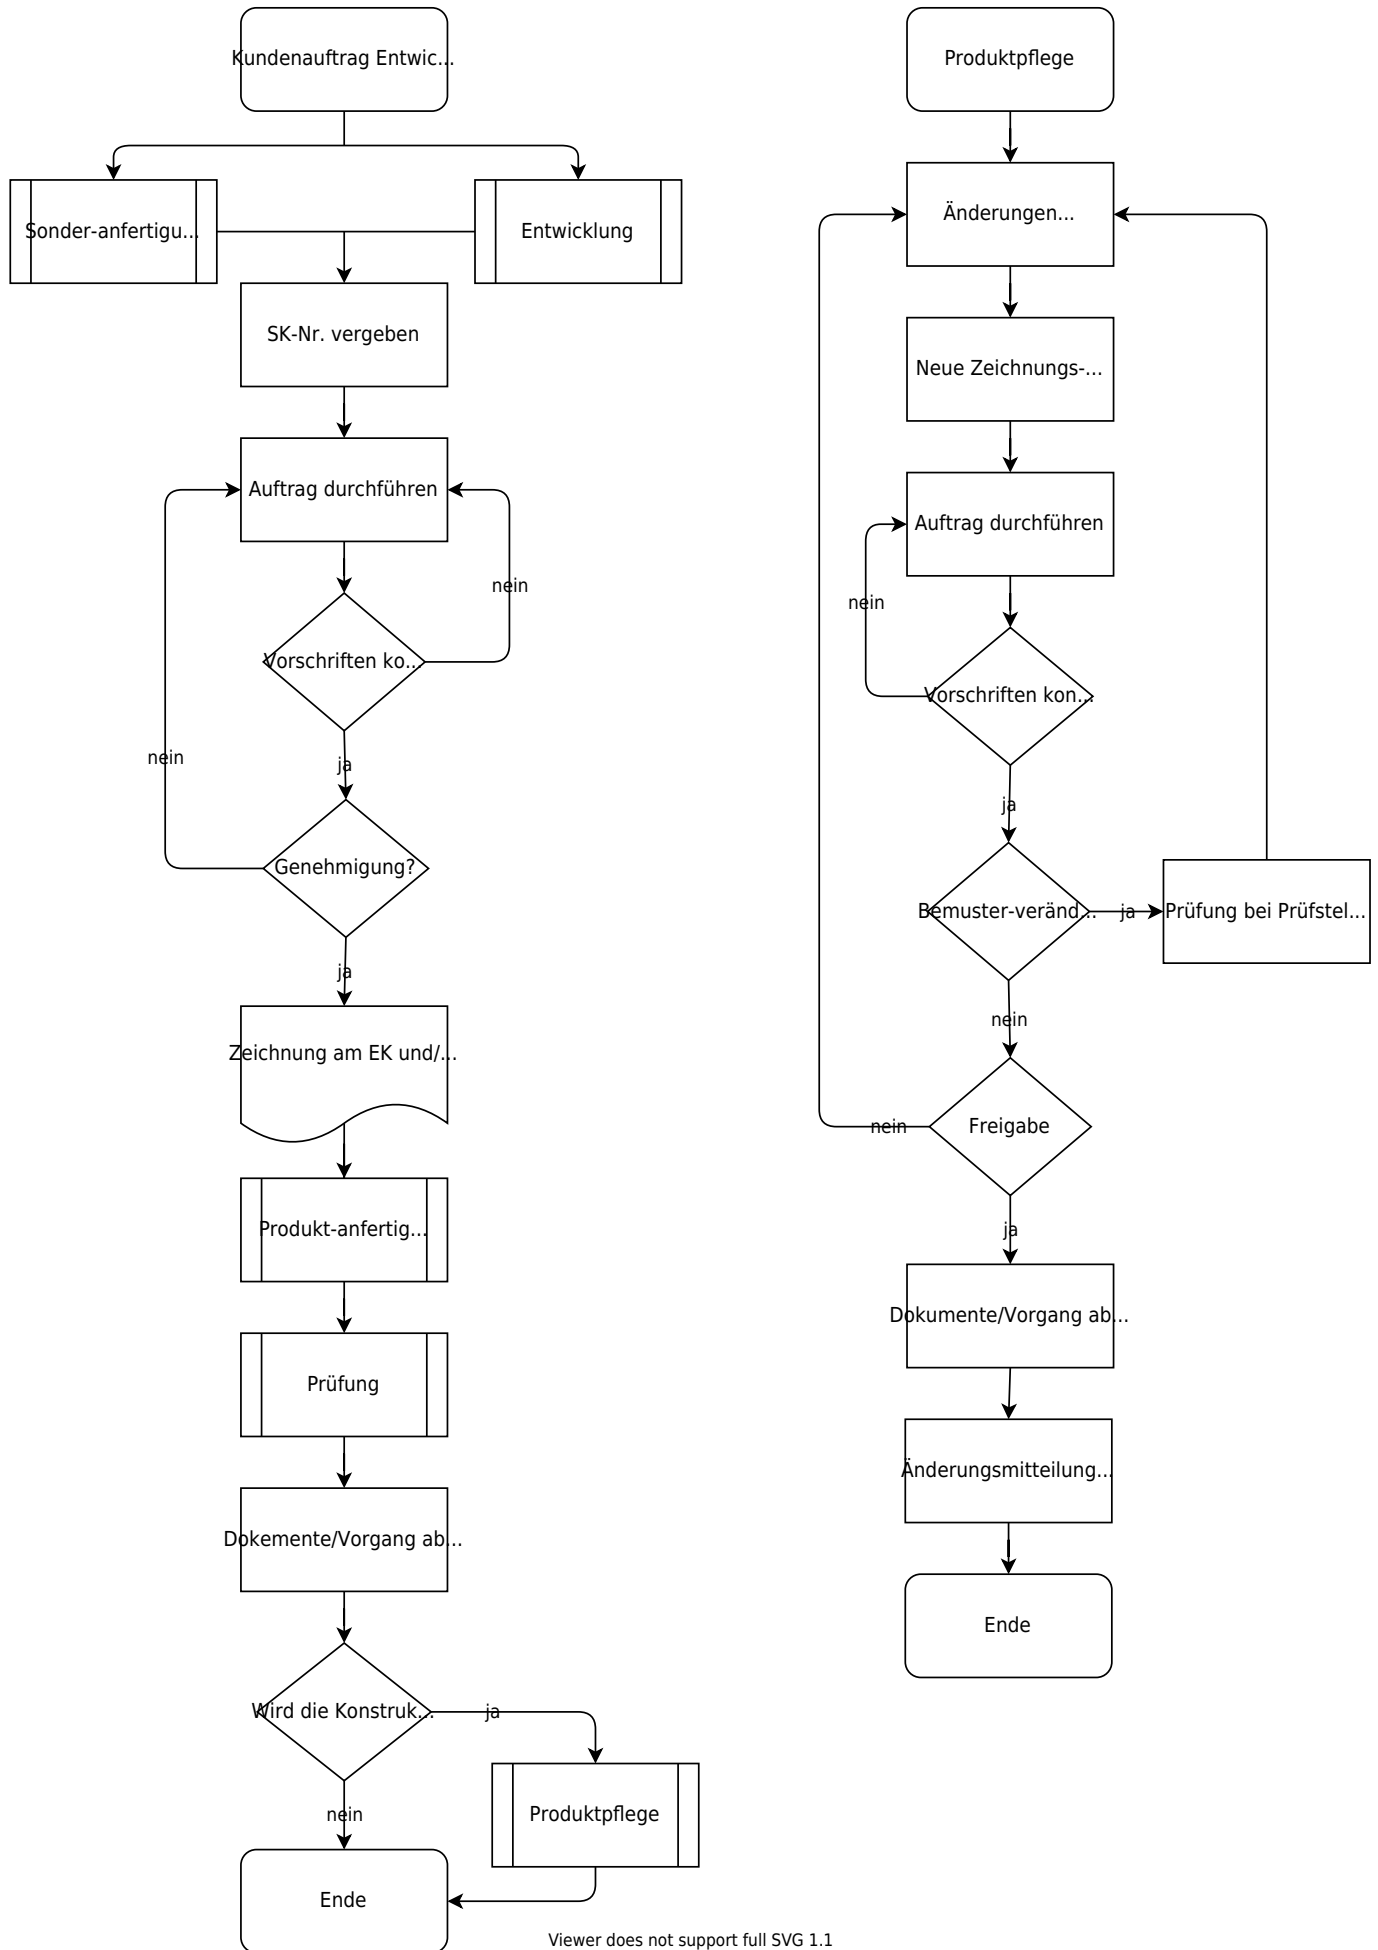 Kundenauftrag Entwic...
Sonder-anfertigu...
Entwicklung
SK-Nr. vergeben
Auftrag durchführen
nein
Vorschriften ko...
nein
ja
Genehmigung?
ja
Zeichnung am EK und/...
Produkt-anfertig...
Prüfung
Dokemente/Vorgang ab...
Wird die Konstruk...
ja
Produktpflege
nein
Ende
Produktpflege
Änderungen...
Neue Zeichnungs-...
Auftrag durchführen
nein
Vorschriften kon...
ja
Bemuster-veränd...
ja
Prüfung bei Prüfstel...
nein
Freigabe
nein
ja
Dokumente/Vorgang ab...
Änderungsmitteilung...
Ende
Viewer does not support full SVG 1.1